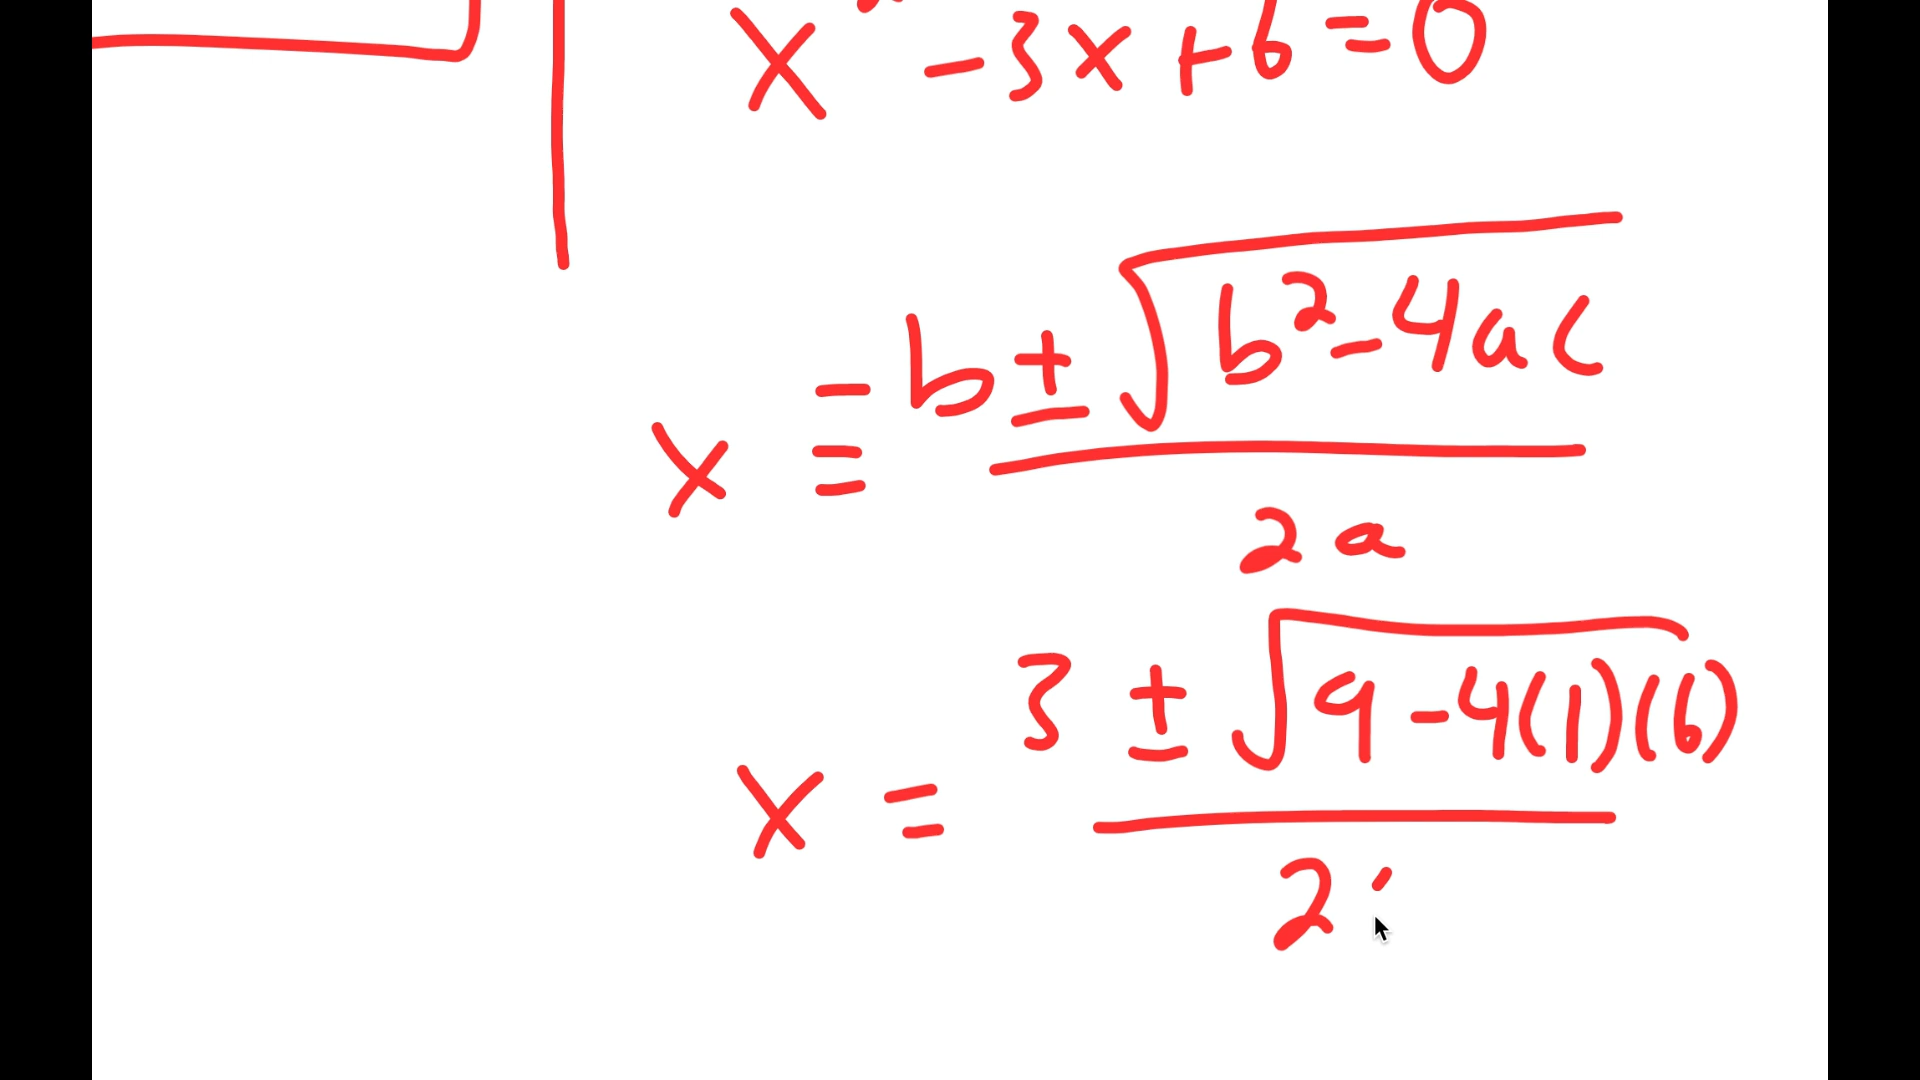 x² - 3x + 6 = 0
x = -b ± √(b² - 4ac) / 2a
x = 3 ± √(9 - 4(1)(6)) / 2